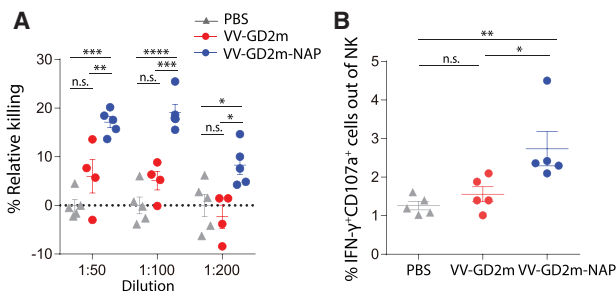 A
PBS
VV-GD2m
VV-GD2m-NAP
% Relative killing
30
20
10
0
-10
***
**
n.s.
****
***
n.s.
*
*
n.s.
1:50
1:100
1:200
Dilution
B
% IFN-γ⁺CD107a⁺ cells out of NK
5
4
3
2
1
0
**
n.s.
*
PBS
VV-GD2m
VV-GD2m-NAP